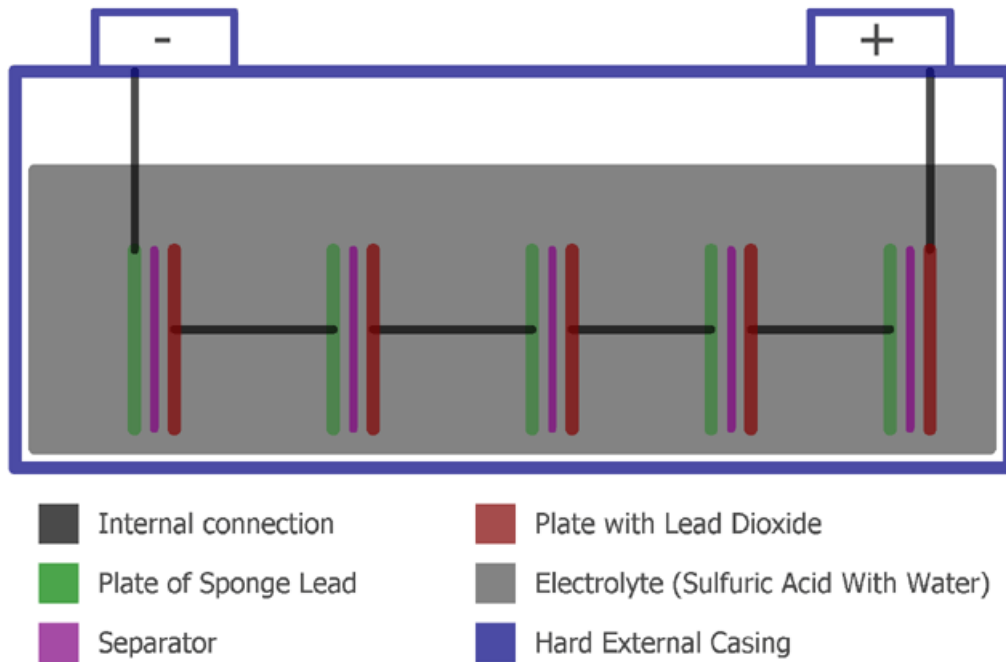 - +
Internal connection
Plate with Lead Dioxide
Plate of Sponge Lead
Electrolyte (Sulfuric Acid With Water)
Separator
Hard External Casing